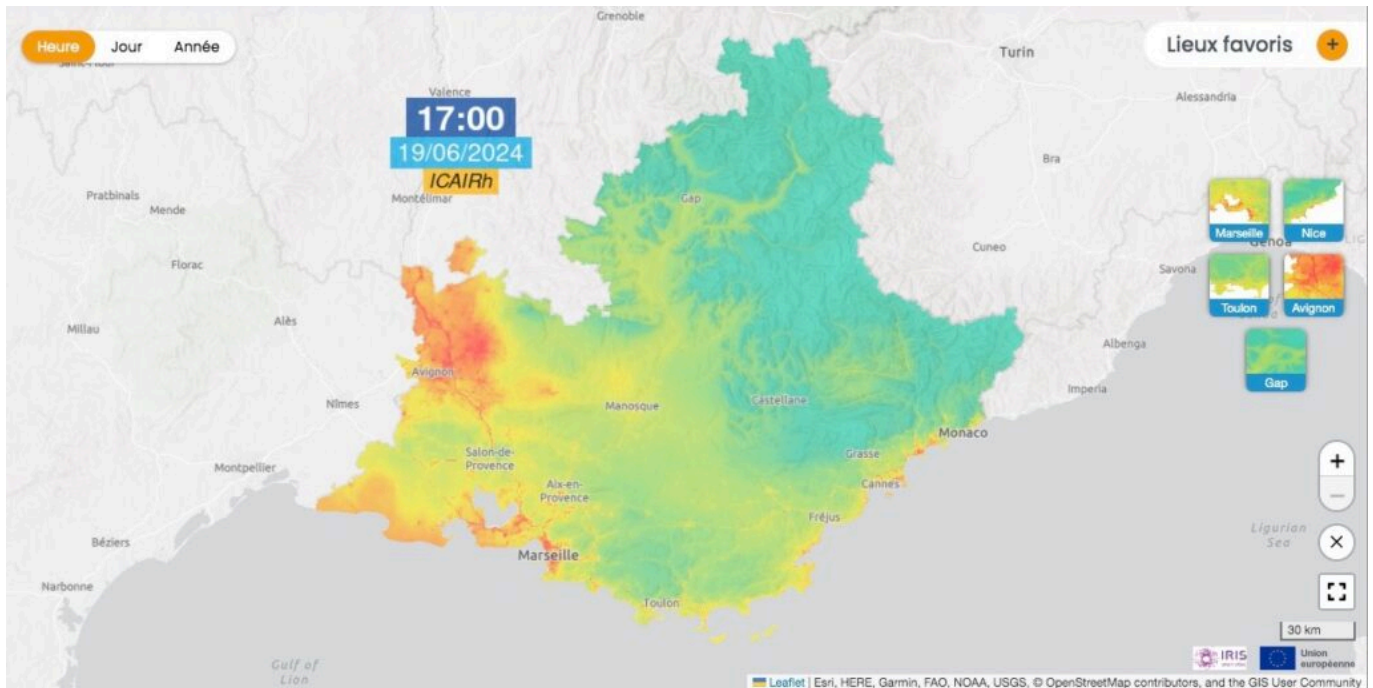 Heure Jour Année
Lieux favoris +
Grenoble
Turin
Valence
Alessandria
17:00
19/06/2024
ICAIRh
Bra
Pratbinals
Mende
Montélimar
Gap
Marseille Nice
Cuneo
Genoa
Florac
Savona
Toulon Avignon
Millau
Alès
Albenga
Avignon
Gap
Imperia
Nîmes
Manosque
Castellane
Monaco
Salon-de-
Provence
Grasse
Montpellier
Aix-en-
Provence
Cannes
+
−
Fréjus
Ligurian
Sea
Béziers
Marseille
Narbonne
Toulon
30 km
IRIS
Union
européenne
Gulf of
Lion
Leaflet | Esri, HERE, Garmin, FAO, NOAA, USGS, © OpenStreetMap contributors, and the GIS User Community